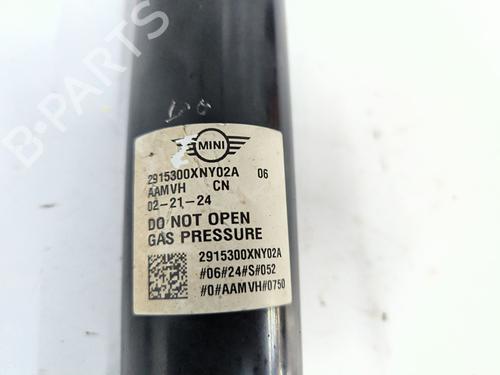 B-PARTS
MINI
2915300XNY02A 06
AAMVH CN
02-21-24
DO NOT OPEN
GAS PRESSURE
2915300XNY02A
#06#24#S#052
#0#AAMVH#0750